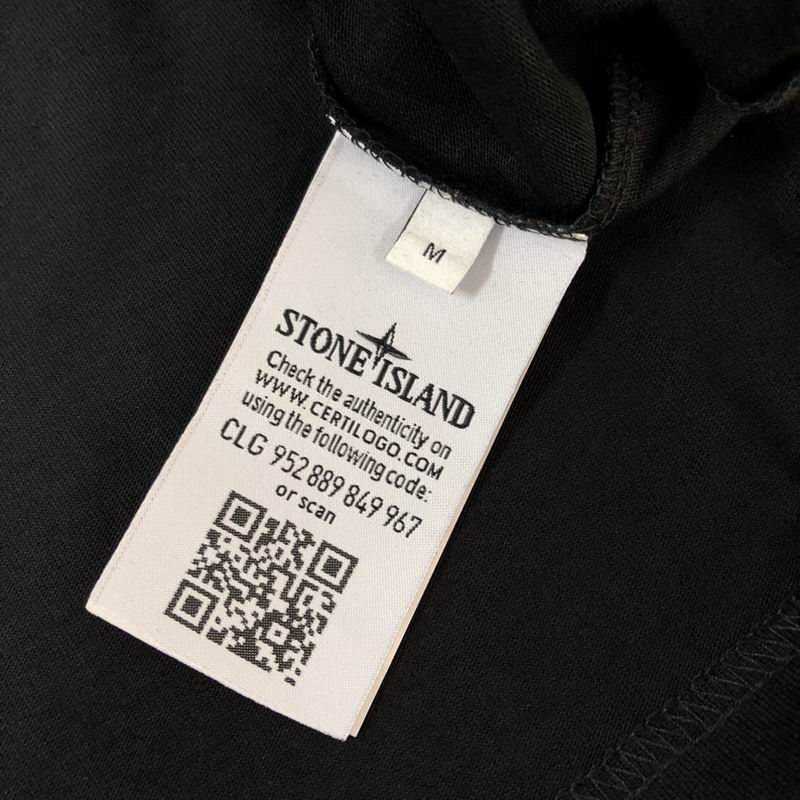 M
STONE ISLAND
Check the authenticity on
WWW.CERTILOGO.COM
using the following code:
CLG 952 889 849 967
or scan